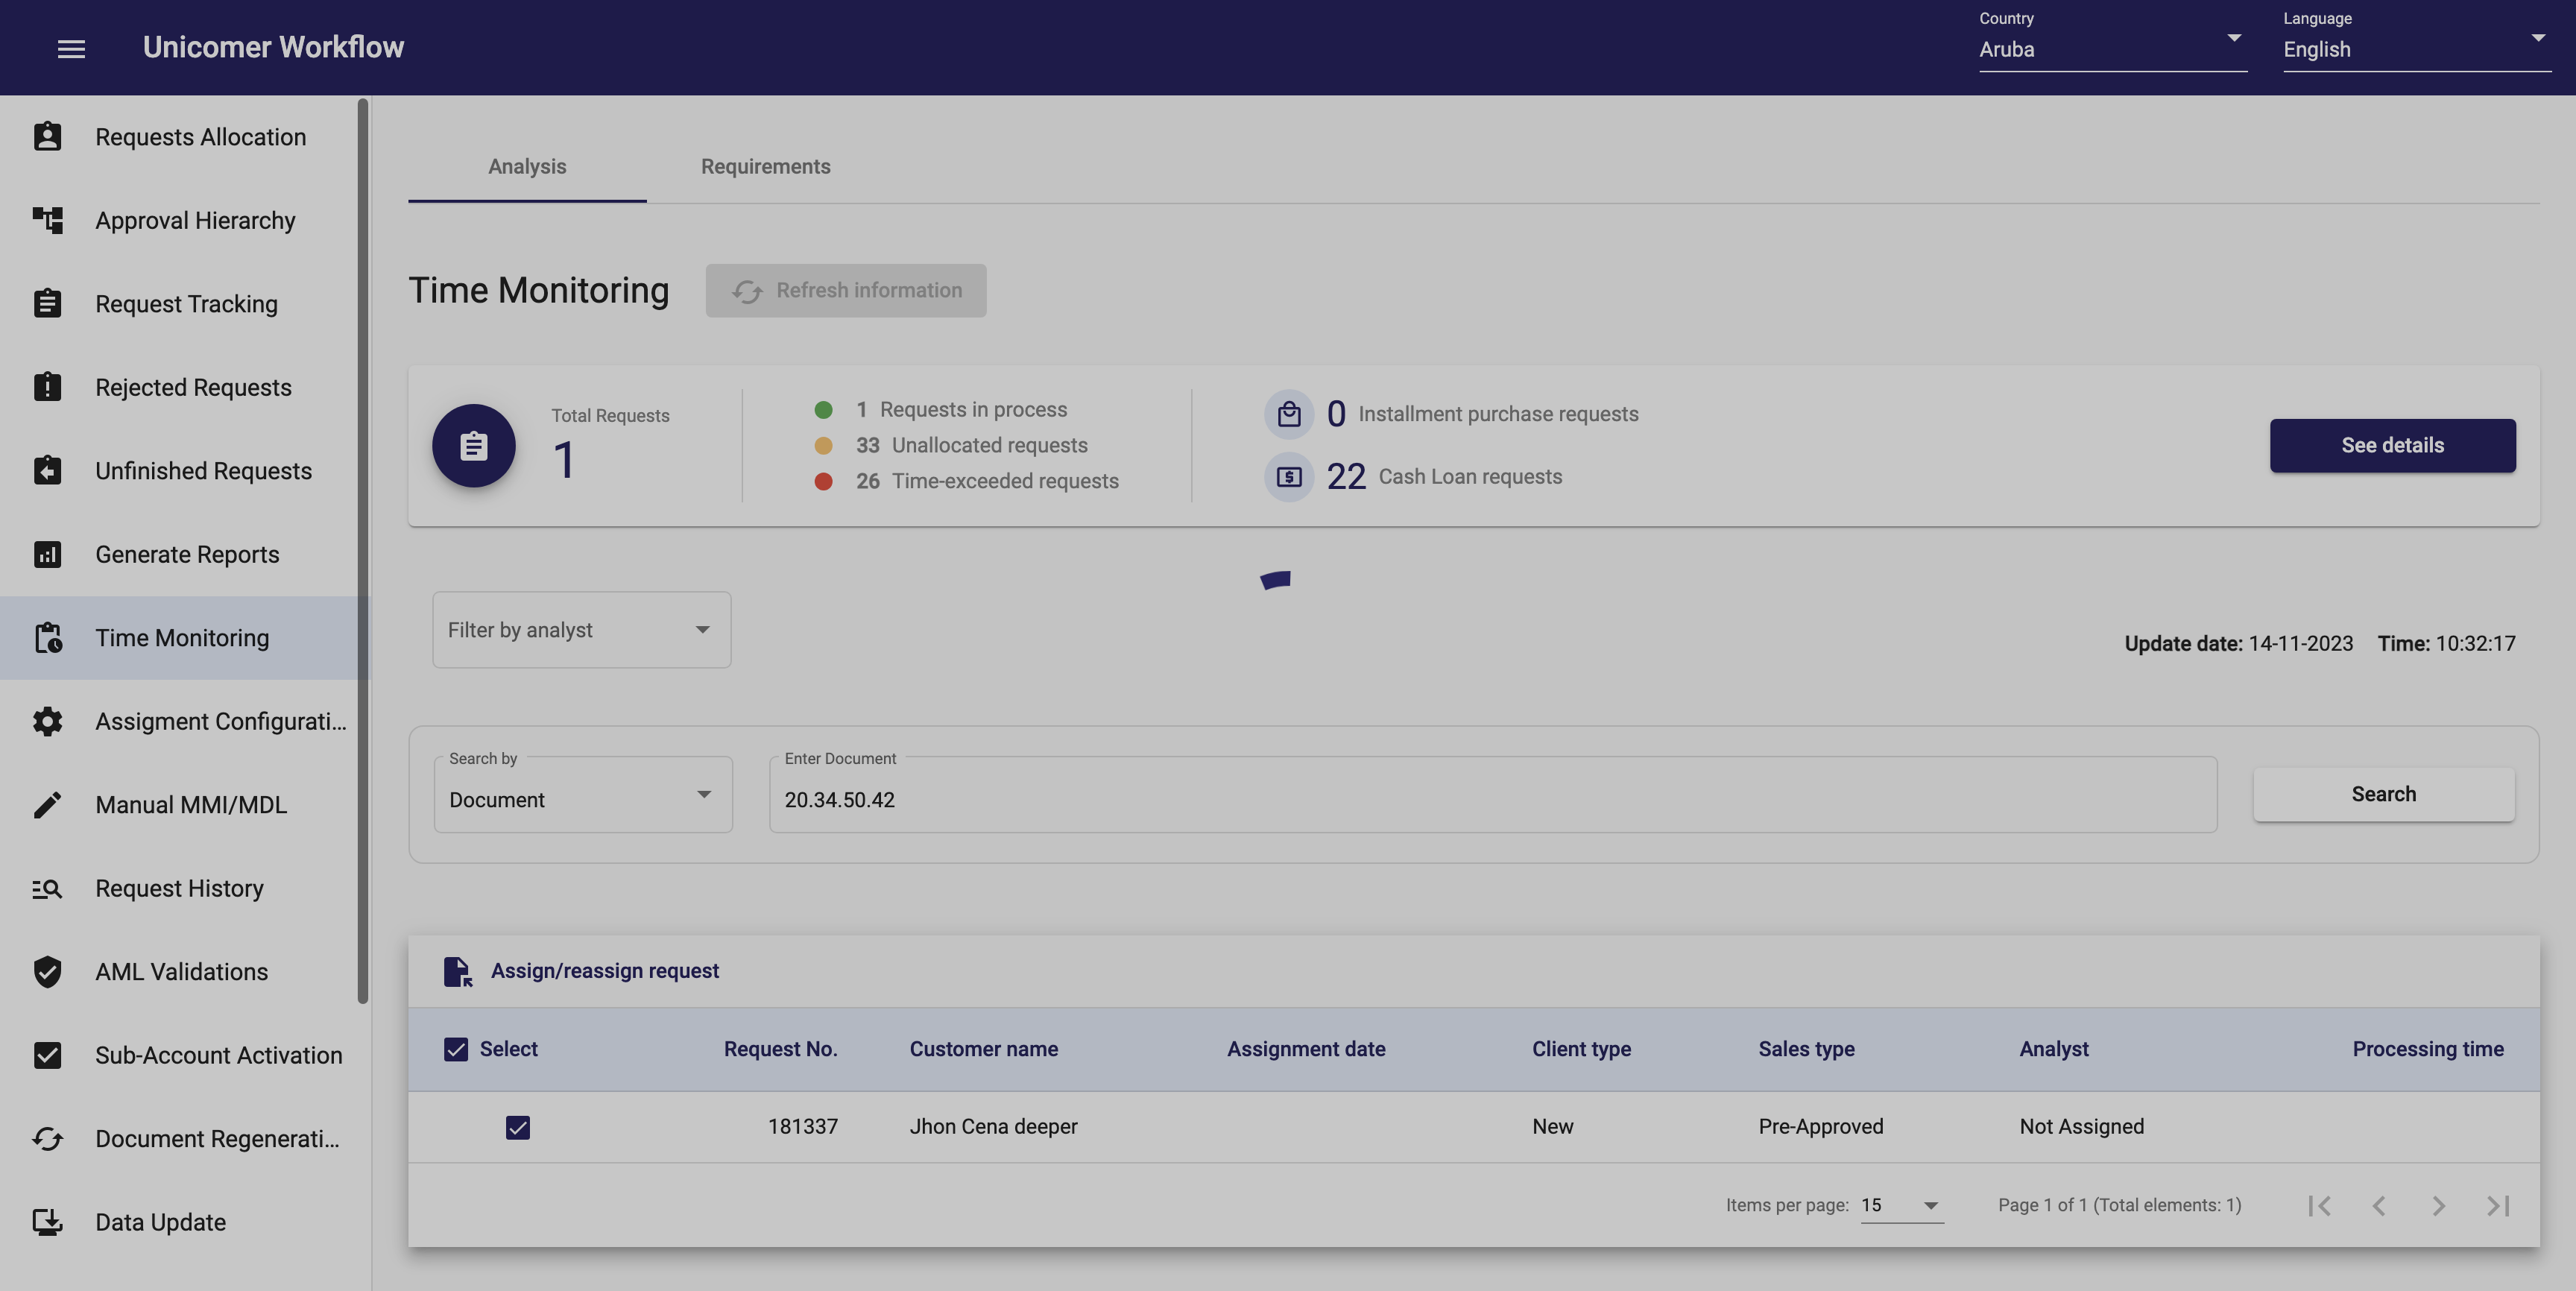 Unicomer Workflow
Country
Aruba
Language
English
Requests Allocation
Approval Hierarchy
Request Tracking
Rejected Requests
Unfinished Requests
Generate Reports
Time Monitoring
Assigment Configurati...
Manual MMI/MDL
Request History
AML Validations
Sub-Account Activation
Document Regenerati...
Data Update
Analysis
Requirements
Time Monitoring
Refresh information
Total Requests
1
1 Requests in process
33 Unallocated requests
26 Time-exceeded requests
0 Installment purchase requests
22 Cash Loan requests
See details
Filter by analyst
Update date: 14-11-2023 Time: 10:32:17
Search by
Document
Enter Document
20.34.50.42
Search
Assign/reassign request
Select Request No. Customer name Assignment date Client type Sales type Analyst Processing time
181337 Jhon Cena deeper New Pre-Approved Not Assigned
Items per page: 15 Page 1 of 1 (Total elements: 1)